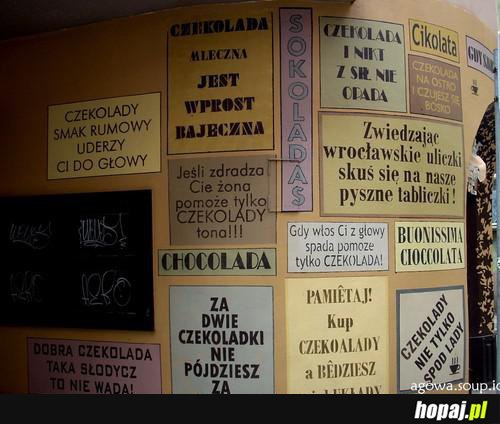 CZEKOLADA
MLECZNA
JEST
WPROST
BAJECZNA
SOKOLADAS
CZEKOLADA
I NIKT
Z SIŁ NIE
OPADA
Cikolata
CZEKOLADA
NA OSTRO
I CZUJESZ SIĘ
BOSKO
CZEKOLADY
SMAK RUMOWY
UDERZY
CI DO GŁOWY
Zwiedzając
wrocławskie uliczki
skuś się na nasze
pyszne tabliczki !
Jeśli zdradza
Cie żona
pomoże tylko
CZEKOLADY
tona!!!
Gdy włos Ci z głowy
spada pomoże
tylko CZEKOLADA!
BUONISSIMA
CIOCCOLATA
CHOCOLADA
ZA
DWIE
CZEKOLADKI
NIE
PÓJDZIESZ
ZA
PAMIÊTAJ!
Kup
CZEKOALADY
a BÊDZIESZ
CZEKOLADY
NIE TYLKO
SPOD LADY
DOBRA CZEKOLADA
TAKA SŁODYCZ
TO NIE WADA!
agowa.soup.io
hopaj.pl